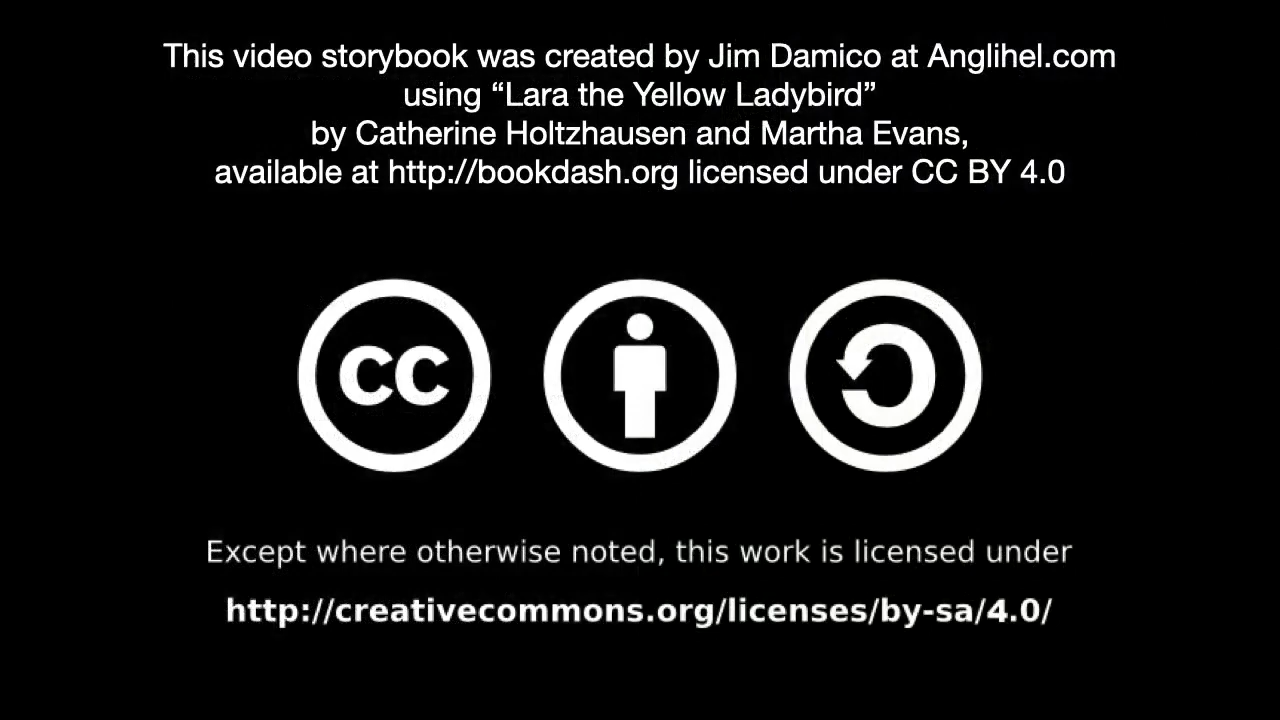 This video storybook was created by Jim Damico at Anglihel.com
using “Lara the Yellow Ladybird”
by Catherine Holtzhausen and Martha Evans,
available at http://bookdash.org licensed under CC BY 4.0
cc
Except where otherwise noted, this work is licensed under
http://creativecommons.org/licenses/by-sa/4.0/